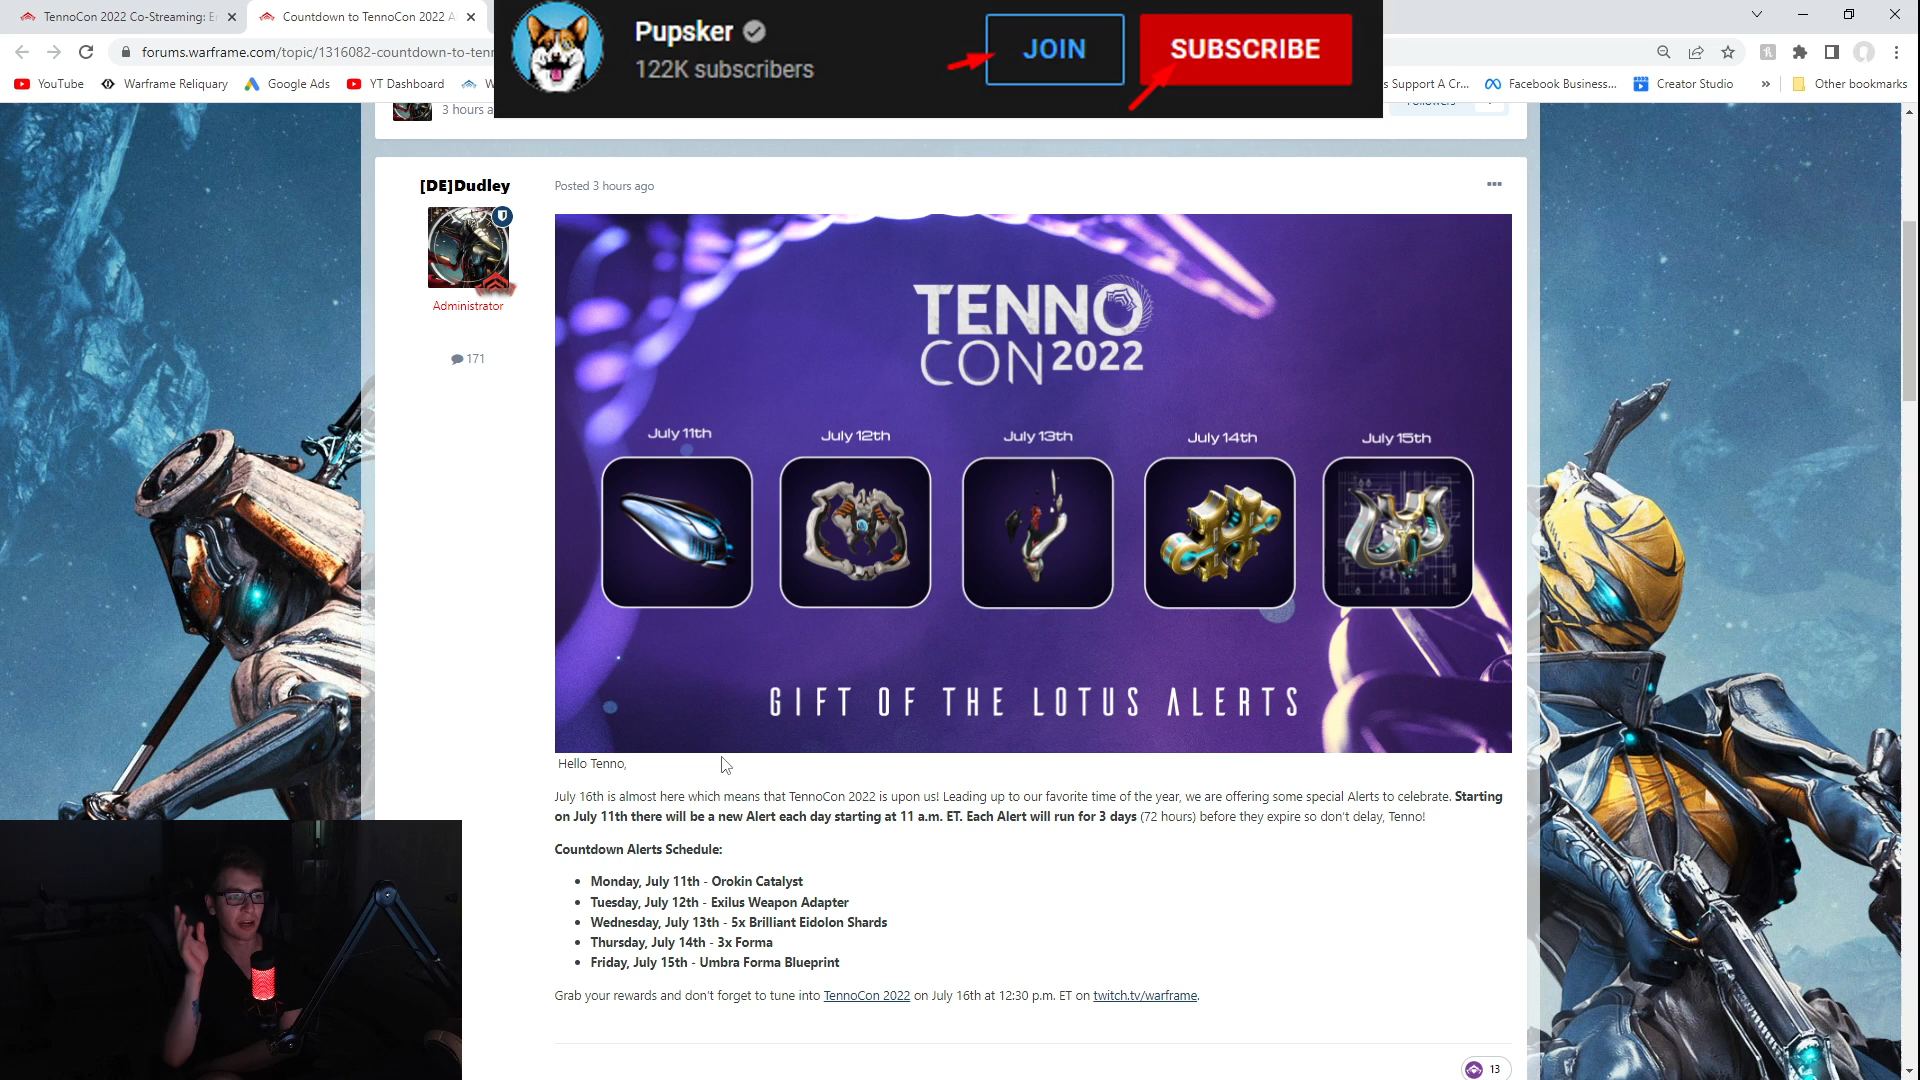 TennoCon 2022 Co-Streaming: E
Countdown to TennoCon 2022 A
forums.warframe.com/topic/1316082-countdown-to-ten
YouTube
Warframe Reliquary
Google Ads
YT Dashboard
W
s Support A Cr...
Facebook Business...
Creator Studio
»
Other bookmarks
Pupsker
122K subscribers
JOIN
SUBSCRIBE
3 hours a
Followers
[DE]Dudley
Administrator
171
Posted 3 hours ago
TENNO
CON 2022
July 11th
July 12th
July 13th
July 14th
July 15th
GIFT OF THE LOTUS ALERTS
Hello Tenno,
July 16th is almost here which means that TennoCon 2022 is upon us! Leading up to our favorite time of the year, we are offering some special Alerts to celebrate. Starting
on July 11th there will be a new Alert each day starting at 11 a.m. ET. Each Alert will run for 3 days (72 hours) before they expire so don't delay, Tenno!
Countdown Alerts Schedule:
• Monday, July 11th - Orokin Catalyst
• Tuesday, July 12th - Exilus Weapon Adapter
• Wednesday, July 13th - 5x Brilliant Eidolon Shards
• Thursday, July 14th - 3x Forma
• Friday, July 15th - Umbra Forma Blueprint
Grab your rewards and don't forget to tune into TennoCon 2022 on July 16th at 12:30 p.m. ET on twitch.tv/warframe.
13